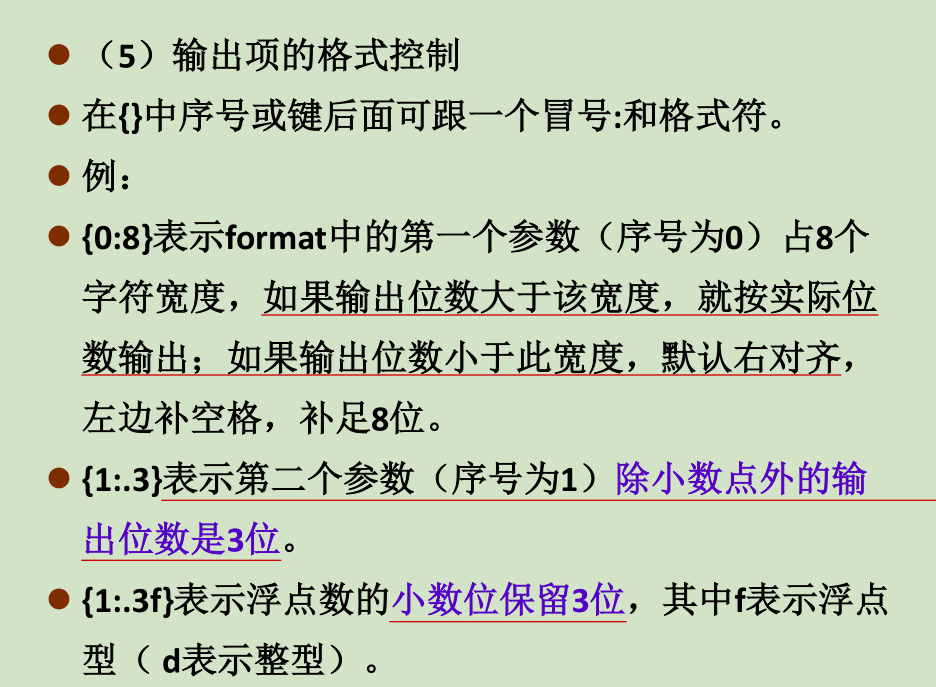 （5）输出项的格式控制
在{}中序号或键后面可跟一个冒号:和格式符。
例：
{0:8}表示format中的第一个参数（序号为0）占8个
字符宽度，如果输出位数大于该宽度，就按实际位
数输出；如果输出位数小于此宽度，默认右对齐，
左边补空格，补足8位。
{1:.3}表示第二个参数（序号为1）除小数点外的输
出位数是3位。
{1:.3f}表示浮点数的小数位保留3位，其中f表示浮点
型（ d表示整型）。